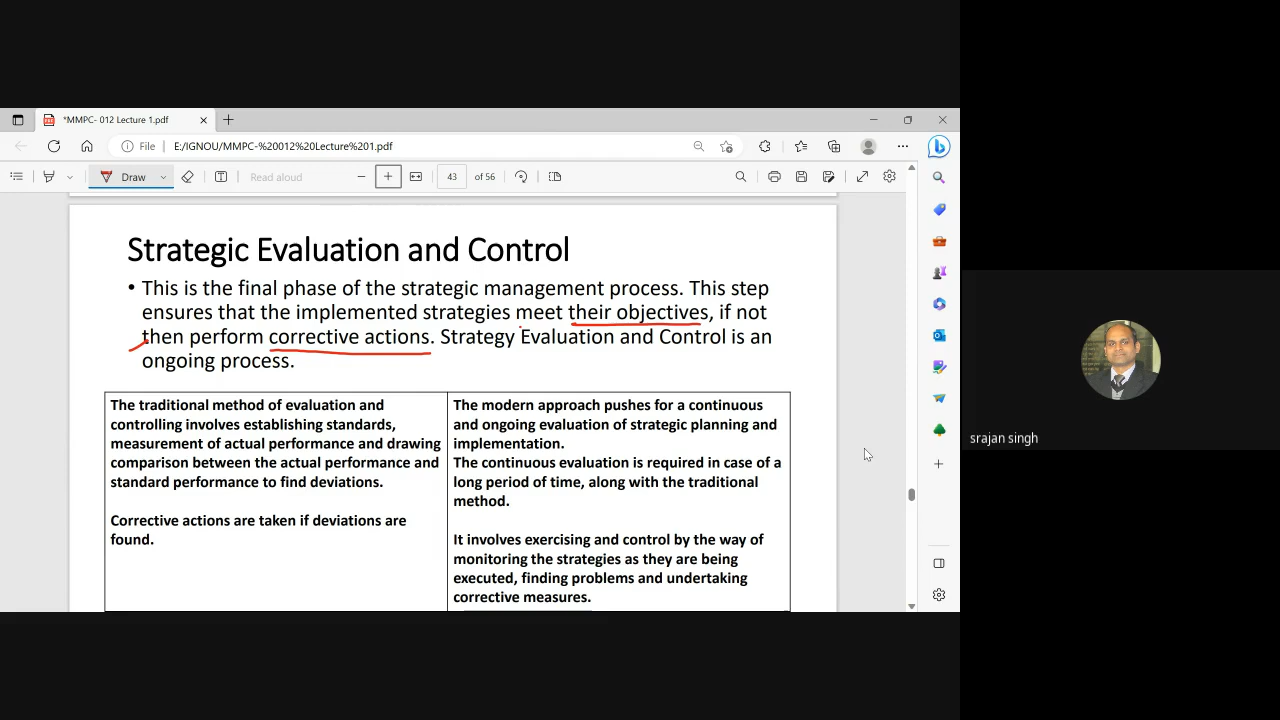 *MMPC- 012 Lecture 1.pdf
File
E:/IGNOU/MMPC-%20012%20Lecture%201.pdf
Draw
Read aloud
43
of 56
Strategic Evaluation and Control
• This is the final phase of the strategic management process. This step
ensures that the implemented strategies meet their objectives, if not
then perform corrective actions. Strategy Evaluation and Control is an
ongoing process.
The traditional method of evaluation and
controlling involves establishing standards,
measurement of actual performance and drawing
comparison between the actual performance and
standard performance to find deviations.
Corrective actions are taken if deviations are
found.
The modern approach pushes for a continuous
and ongoing evaluation of strategic planning and
implementation.
The continuous evaluation is required in case of a
long period of time, along with the traditional
method.
It involves exercising and control by the way of
monitoring the strategies as they are being
executed, finding problems and undertaking
corrective measures.
srajan singh